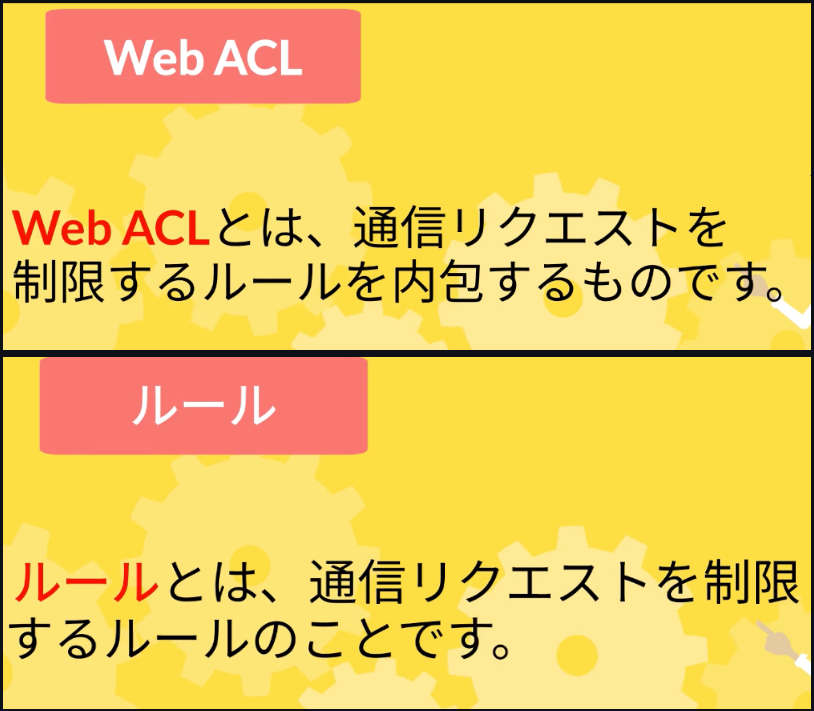 Web ACL
Web ACLとは、通信リクエストを
制限するルールを内包するものです。
ルール
ルールとは、通信リクエストを制限
するルールのことです。